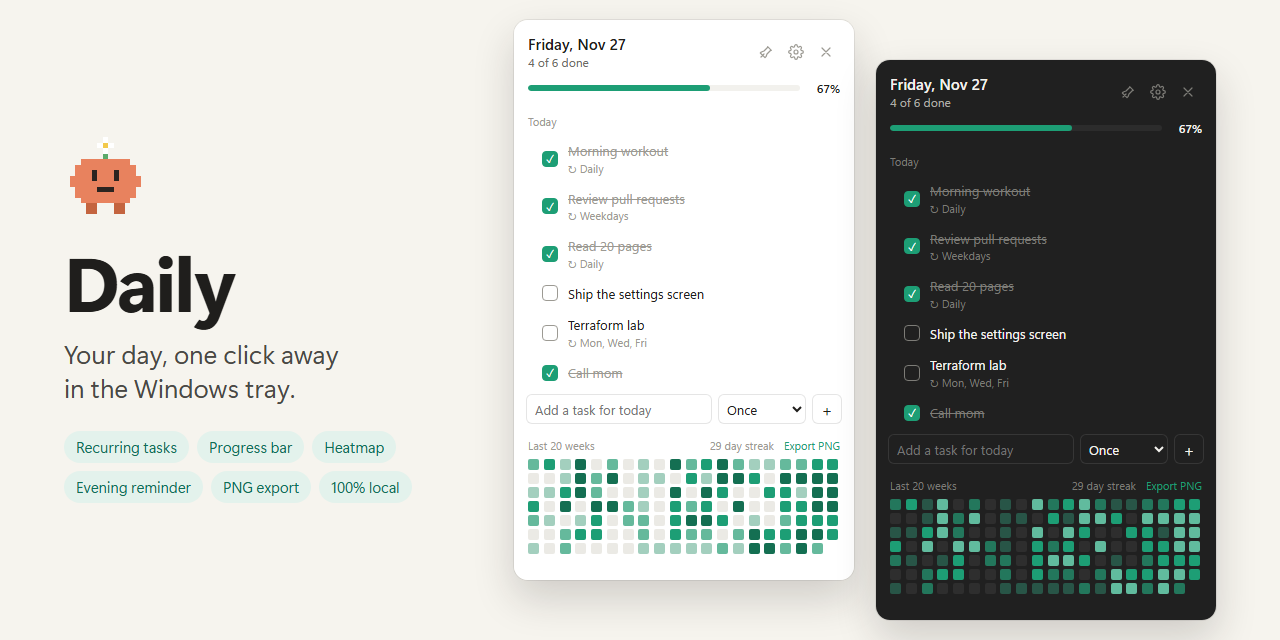 Daily
Your day, one click away
in the Windows tray.
Recurring tasks
Progress bar
Heatmap
Evening reminder
PNG export
100% local
Friday, Nov 27
4 of 6 done
67%
Today
Morning workout
↻ Daily
Review pull requests
↻ Weekdays
Read 20 pages
↻ Daily
Ship the settings screen
Terraform lab
↻ Mon, Wed, Fri
Call mom
Add a task for today
Once
+
Last 20 weeks
29 day streak
Export PNG
Friday, Nov 27
4 of 6 done
67%
Today
Morning workout
↻ Daily
Review pull requests
↻ Weekdays
Read 20 pages
↻ Daily
Ship the settings screen
Terraform lab
↻ Mon, Wed, Fri
Call mom
Add a task for today
Once
+
Last 20 weeks
29 day streak
Export PNG